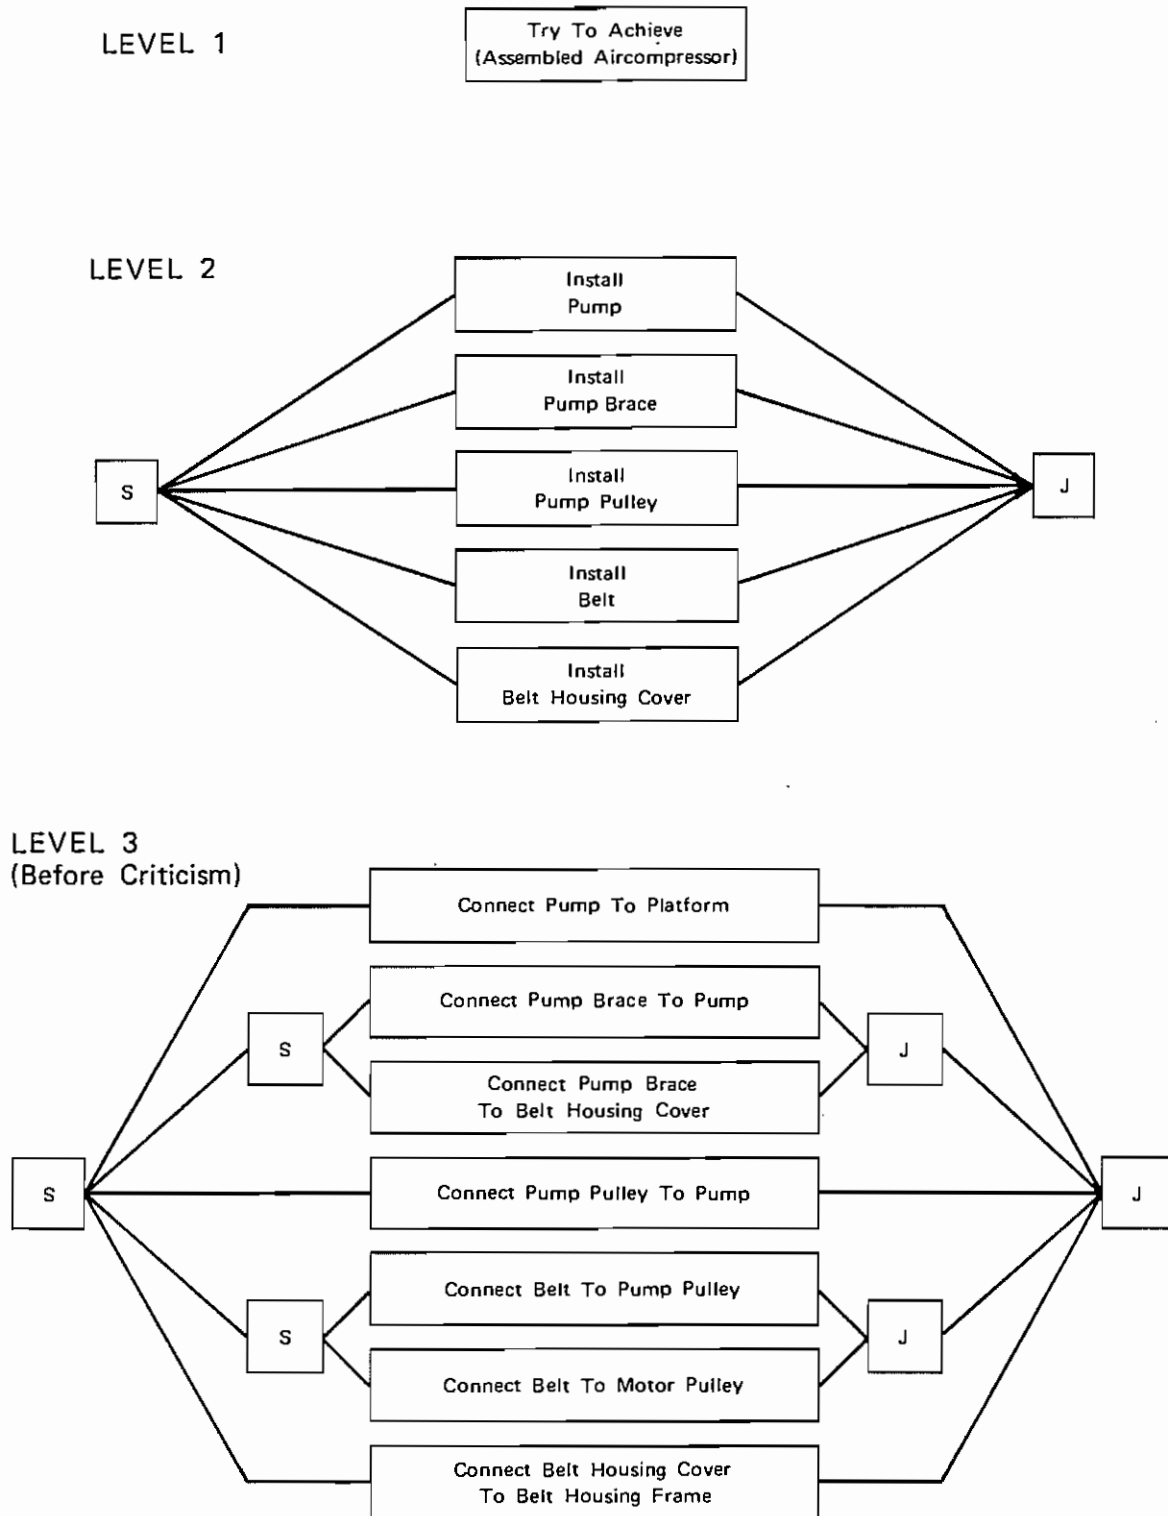 LEVEL 1
Try To Achieve
(Assembled Aircompressor)
LEVEL 2
Install
Pump
Install
Pump Brace
Install
Pump Pulley
Install
Belt
Install
Belt Housing Cover
S
J
LEVEL 3
(Before Criticism)
Connect Pump To Platform
Connect Pump Brace To Pump
S
J
Connect Pump Brace
To Belt Housing Cover
S
Connect Pump Pulley To Pump
J
Connect Belt To Pump Pulley
S
J
Connect Belt To Motor Pulley
Connect Belt Housing Cover
To Belt Housing Frame